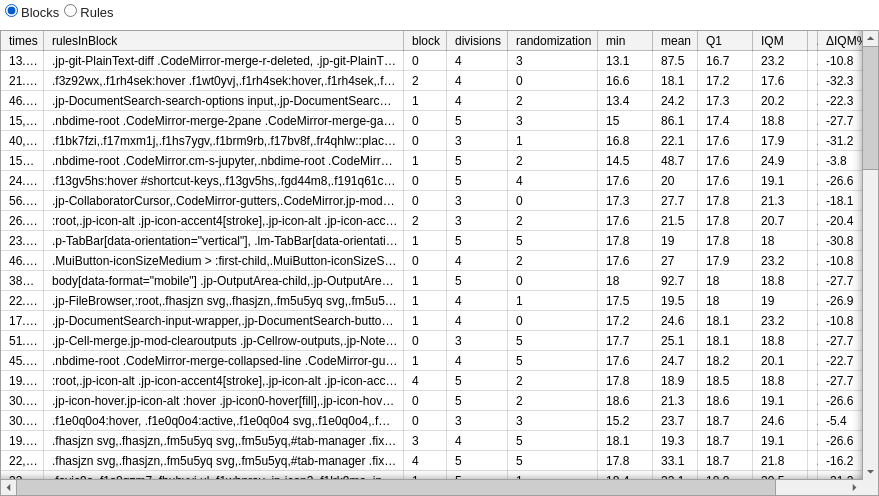 Blocks Rules
times rulesInBlock block divisions randomization min mean Q1 IQM ΔIQM%
13.… .jp-git-PlainText-diff .CodeMirror-merge-r-deleted, .jp-git-PlainT… 0 4 3 13.1 87.5 16.7 23.2 -10.8
21.… .f3z92wx,.f1rh4sek:hover .f1wt0yvj,.f1rh4sek:hover,.f1rh4sek,.f… 2 4 0 16.6 18.1 17.2 17.6 -32.3
46.… .jp-DocumentSearch-search-options input,.jp-DocumentSearc… 1 4 2 13.4 24.2 17.3 20.2 -22.3
15,… .nbdime-root .CodeMirror-merge-2pane .CodeMirror-merge-ga… 0 5 3 15 86.1 17.4 18.8 -27.7
40,… .f1bk7fzi,.f17mxm1j,.f1hs7ygv,.f1brm9rb,.f17bv8f,.fr4qhlw::plac… 0 3 1 16.8 22.1 17.6 17.9 -31.2
15… .nbdime-root .CodeMirror.cm-s-jupyter,.nbdime-root .CodeMirr… 1 5 2 14.5 48.7 17.6 24.9 -3.8
24.… .f13gv5hs:hover #shortcut-keys,.f13gv5hs,.fgd44m8,.f191q61c… 0 5 4 17.6 20 17.6 19.1 -26.6
56.… .jp-CollaboratorCursor,.CodeMirror-gutters,.CodeMirror.jp-mod… 0 3 0 17.3 27.7 17.8 21.3 -18.1
26.… :root,.jp-icon-alt .jp-icon-accent4[stroke],.jp-icon-alt .jp-icon-acc… 2 3 2 17.6 21.5 17.8 20.7 -20.4
23.… .p-TabBar[data-orientation="vertical"], .lm-TabBar[data-orientati… 1 5 5 17.8 19 17.8 18 -30.8
46.… .MuiButton-iconSizeMedium > :first-child,.MuiButton-iconSizeS… 0 4 2 17.6 27 17.9 23.2 -10.8
38… body[data-format="mobile"] .jp-OutputArea-child,.jp-OutputAre… 1 5 0 18 92.7 18 18.8 -27.7
22.… .jp-FileBrowser,:root,.fhasjzn svg,.fhasjzn,.fm5u5yq svg,.fm5u5… 1 4 1 17.5 19.5 18 19 -26.9
17.… .jp-DocumentSearch-input-wrapper,.jp-DocumentSearch-butto… 1 4 0 17.2 24.6 18.1 23.2 -10.8
51.… .jp-Cell-merge.jp-mod-clearoutputs .jp-Cellrow-outputs,.jp-Note… 0 3 5 17.7 25.1 18.1 18.8 -27.7
45.… .nbdime-root .CodeMirror-merge-collapsed-line .CodeMirror-gu… 1 4 5 17.6 24.7 18.2 20.1 -22.7
19.… :root,.jp-icon-alt .jp-icon-accent4[stroke],.jp-icon-alt .jp-icon-acc… 4 5 2 17.8 18.9 18.5 18.8 -27.7
30.… .jp-icon-hover.jp-icon-alt :hover .jp-icon0-hover[fill],.jp-icon-hov… 0 5 2 18.6 21.3 18.6 19.1 -26.6
30.… .f1e0q0o4:hover, .f1e0q0o4:active,.f1e0q0o4 svg,.f1e0q0o4,.f… 0 3 3 15.2 23.7 18.7 24.6 -5.4
19.… .fhasjzn svg,.fhasjzn,.fm5u5yq svg,.fm5u5yq,#tab-manager .fix… 3 4 5 18.1 19.3 18.7 19.1 -26.6
22,… .fhasjzn svg,.fhasjzn,.fm5u5yq svg,.fm5u5yq,#tab-manager .fix… 4 5 5 17.8 33.1 18.7 21.8 -16.2